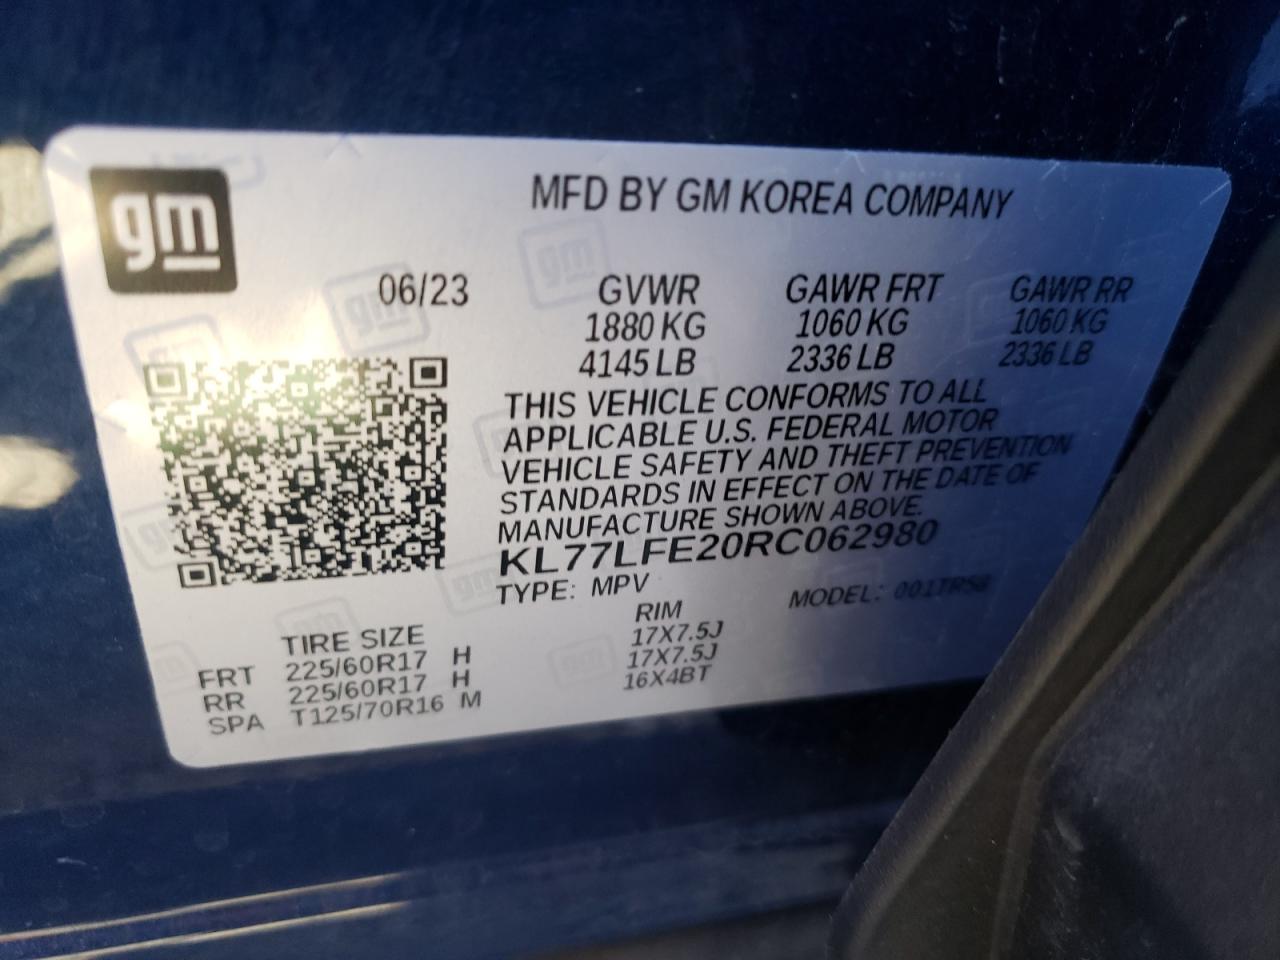 gm
MFD BY GM KOREA COMPANY
06/23 GVWR GAWR FRT GAWR RR
1880 KG 1060 KG 1060 KG
4145 LB 2336 LB 2336 LB
THIS VEHICLE CONFORMS TO ALL
APPLICABLE U.S. FEDERAL MOTOR
VEHICLE SAFETY AND THEFT PREVENTION
STANDARDS IN EFFECT ON THE DATE OF
MANUFACTURE SHOWN ABOVE.
KL77LFE20RC062980
TYPE: MPV MODEL:
TIRE SIZE RIM
FRT 225/60R17 H 17X7.5J
RR 225/60R17 H 17X7.5J
SPA T125/70R16 M 16X4BT